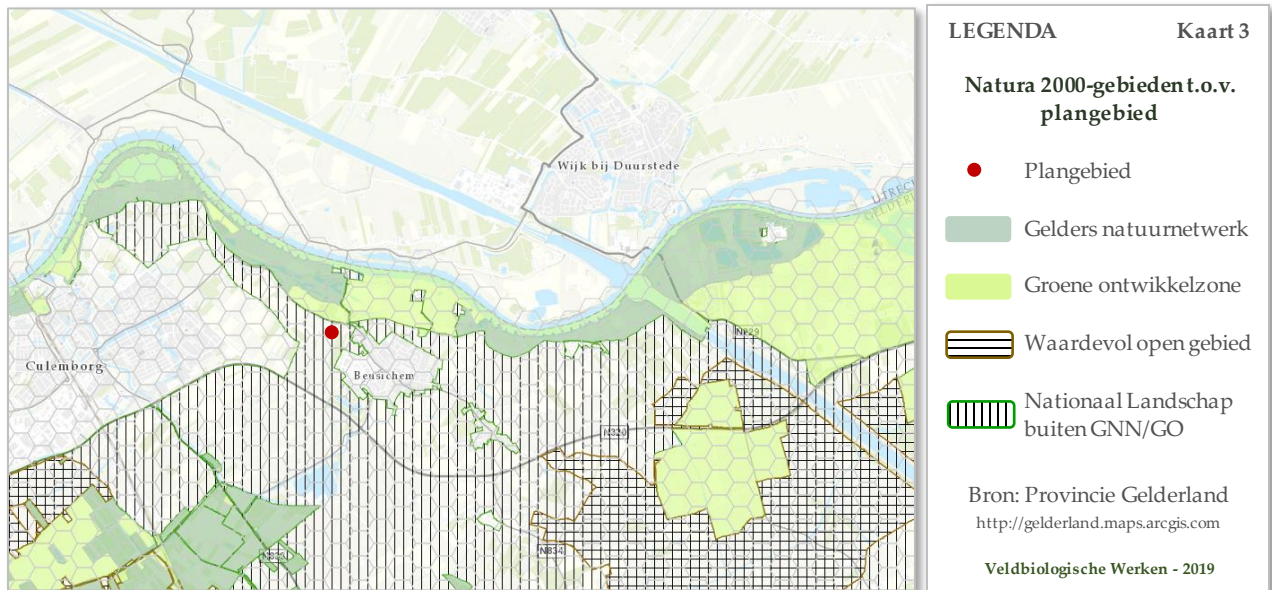 Wijk bij Duurstede
UTRECH
GELDERL
N229
Culemborg
Beusichem
N320
N834
LEGENDA Kaart 3
Natura 2000-gebieden t.o.v.
plangebied
Plangebied
Gelders natuurnetwerk
Groene ontwikkelzone
Waardevol open gebied
Nationaal Landschap
buiten GNN/GO
Bron: Provincie Gelderland
http://gelderland.maps.arcgis.com
Veldbiologische Werken - 2019